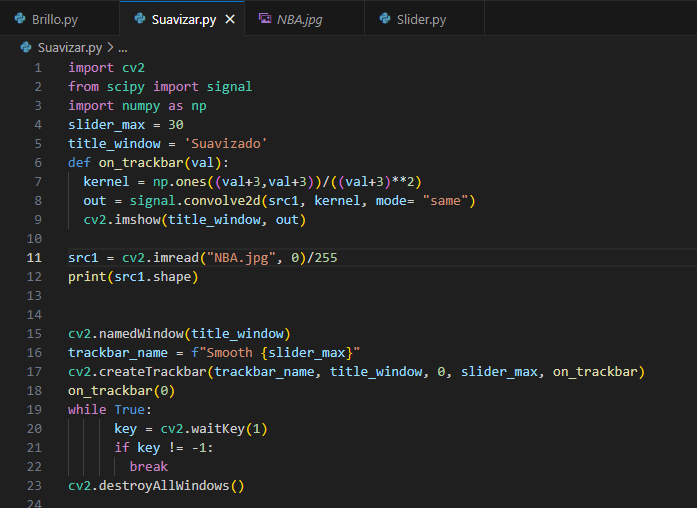 Brillo.py Suavizar.py × NBA.jpg Slider.py
Suavizar.py > ...
1 import cv2
2 from scipy import signal
3 import numpy as np
4 slider_max = 30
5 title_window = 'Suavizado'
6 def on_trackbar(val):
7   kernel = np.ones((val+3,val+3))/((val+3)**2)
8   out = signal.convolve2d(src1, kernel, mode= "same")
9   cv2.imshow(title_window, out)
10
11 src1 = cv2.imread("NBA.jpg", 0)/255
12 print(src1.shape)
13
14
15 cv2.namedWindow(title_window)
16 trackbar_name = f"Smooth {slider_max}"
17 cv2.createTrackbar(trackbar_name, title_window, 0, slider_max, on_trackbar)
18 on_trackbar(0)
19 while True:
20       key = cv2.waitKey(1)
21       if key != -1:
22         break
23 cv2.destroyAllWindows()
24